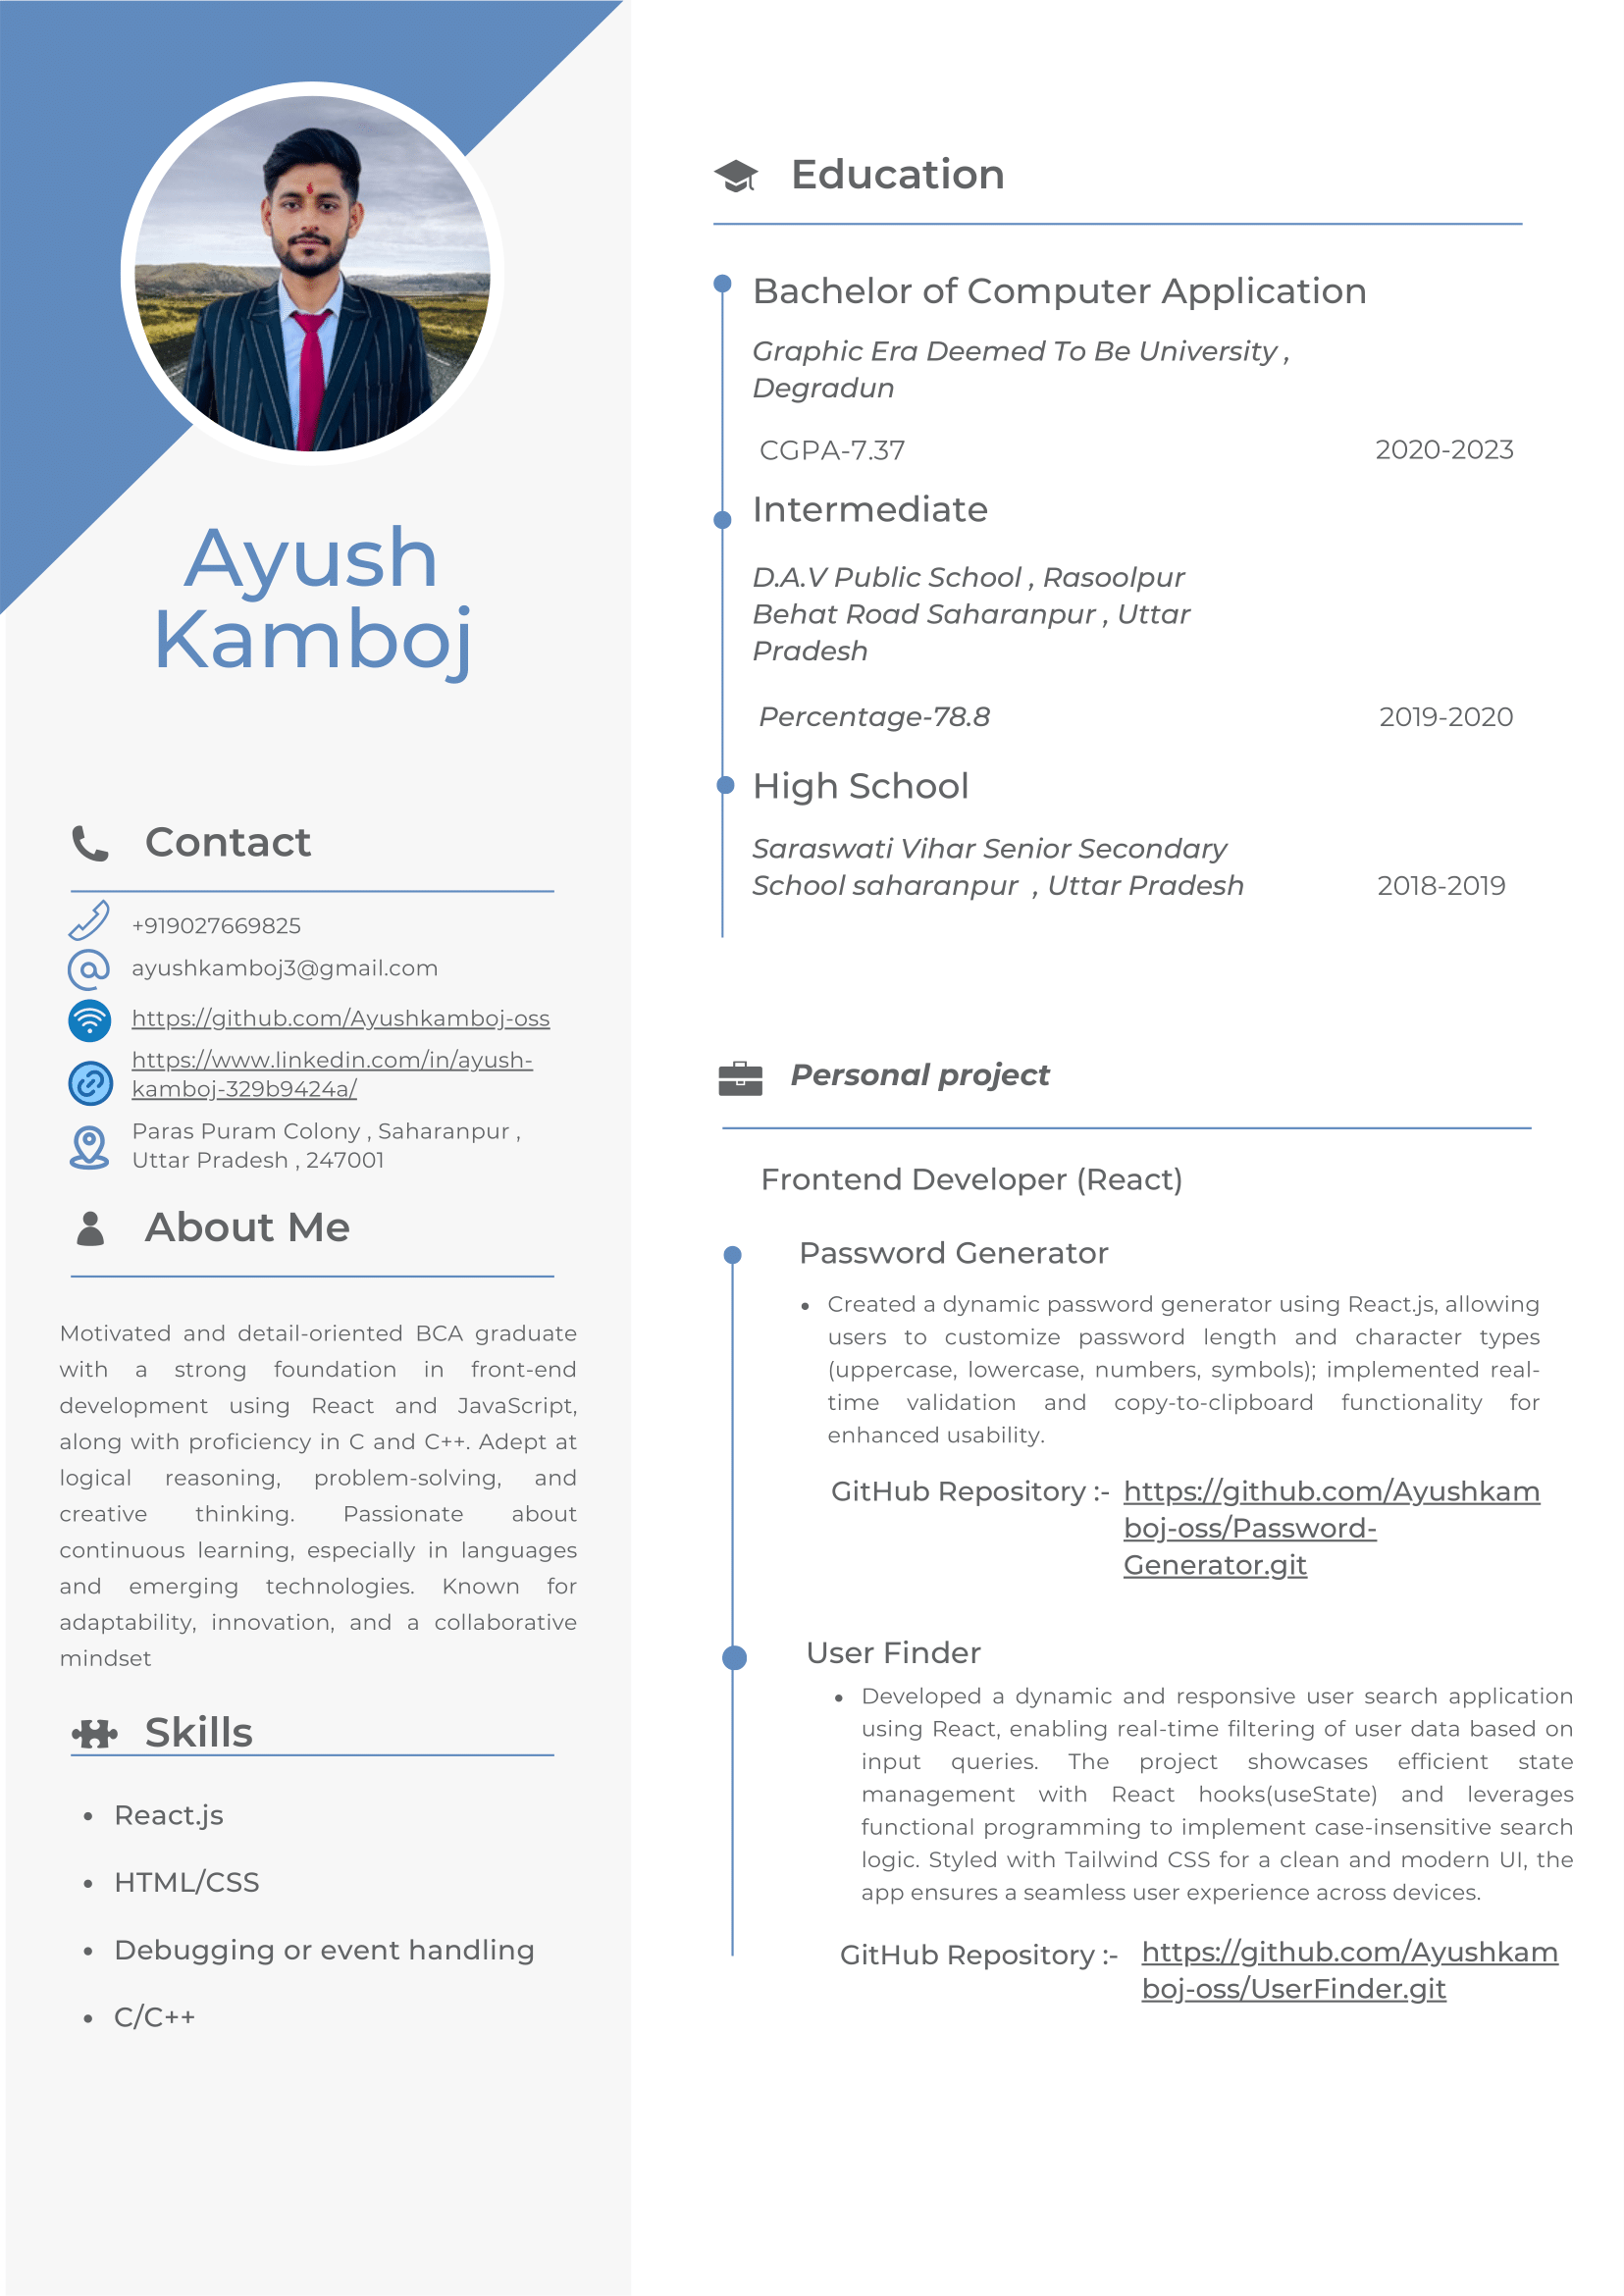 Ayush
Kamboj
Contact
+919027669825
ayushkamboj3@gmail.com
https://github.com/Ayushkamboj-oss
https://www.linkedin.com/in/ayush-
kamboj-329b9424a/
Paras Puram Colony , Saharanpur ,
Uttar Pradesh , 247001
About Me
Motivated and detail-oriented BCA graduate
with a strong foundation in front-end
development using React and JavaScript,
along with proficiency in C and C++. Adept at
logical reasoning, problem-solving, and
creative thinking. Passionate about
continuous learning, especially in languages
and emerging technologies. Known for
adaptability, innovation, and a collaborative
mindset
Skills
• React.js
• HTML/CSS
• Debugging or event handling
• C/C++
Education
Bachelor of Computer Application
Graphic Era Deemed To Be University ,
Degradun
CGPA-7.37 2020-2023
Intermediate
D.A.V Public School , Rasoolpur
Behat Road Saharanpur , Uttar
Pradesh
Percentage-78.8 2019-2020
High School
Saraswati Vihar Senior Secondary
School saharanpur , Uttar Pradesh 2018-2019
Personal project
Frontend Developer (React)
Password Generator
• Created a dynamic password generator using React.js, allowing
users to customize password length and character types
(uppercase, lowercase, numbers, symbols); implemented real-
time validation and copy-to-clipboard functionality for
enhanced usability.
GitHub Repository :- https://github.com/Ayushkam
boj-oss/Password-
Generator.git
User Finder
• Developed a dynamic and responsive user search application
using React, enabling real-time filtering of user data based on
input queries. The project showcases efficient state
management with React hooks(useState) and leverages
functional programming to implement case-insensitive search
logic. Styled with Tailwind CSS for a clean and modern UI, the
app ensures a seamless user experience across devices.
GitHub Repository :- https://github.com/Ayushkam
boj-oss/UserFinder.git